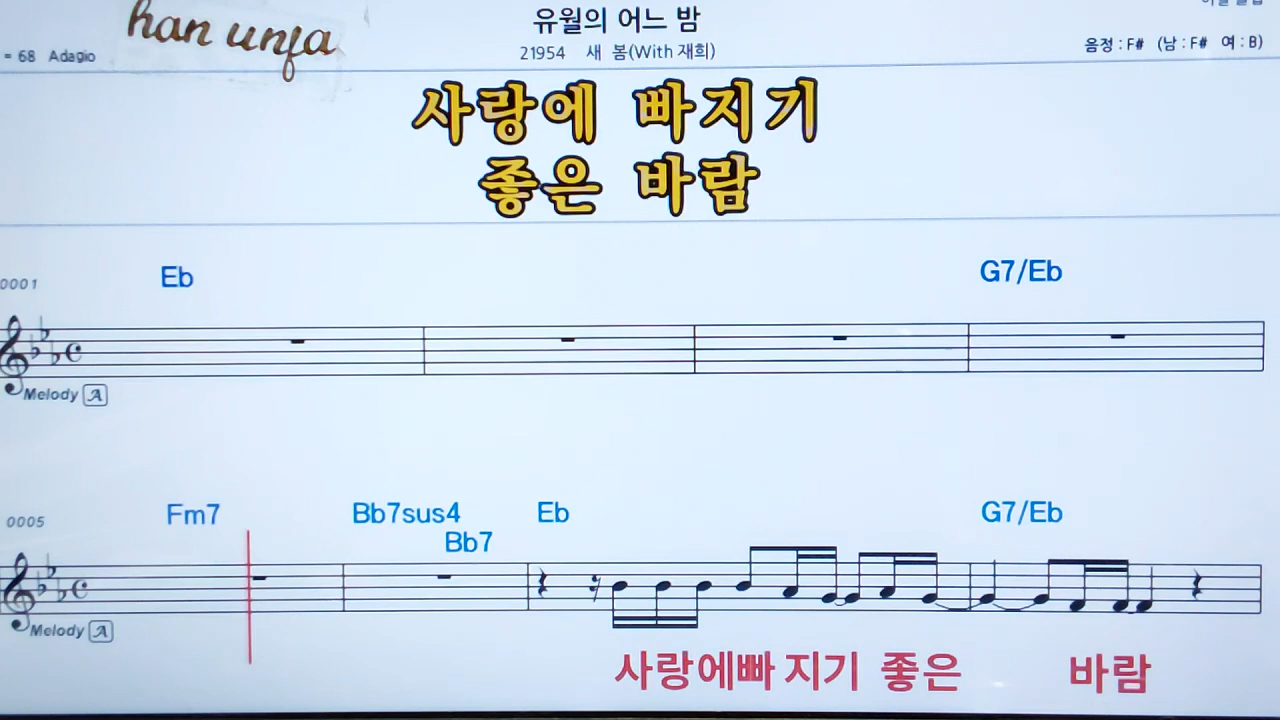 han unja
유월의 어느 밤
= 68 Adagio
21954 새 봄(With 재희)
음정 : F# (남 : F# 여 : B)
사랑에 빠지기
좋은 바람
Eb G7/Eb
0001
Melody A
Fm7 Bb7sus4 Eb G7/Eb
0005
Bb7
Melody A
사랑에빠 지기 좋은 바람